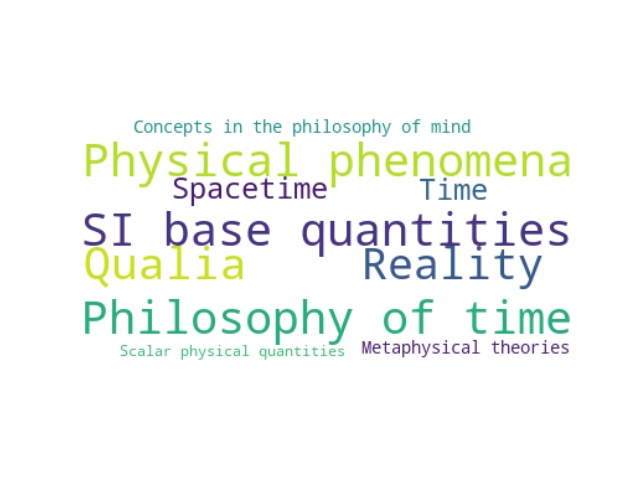 Concepts in the philosophy of mind
Physical phenomena
Spacetime Time
SI base quantities
Qualia Reality
Philosophy of time
Scalar physical quantities Metaphysical theories